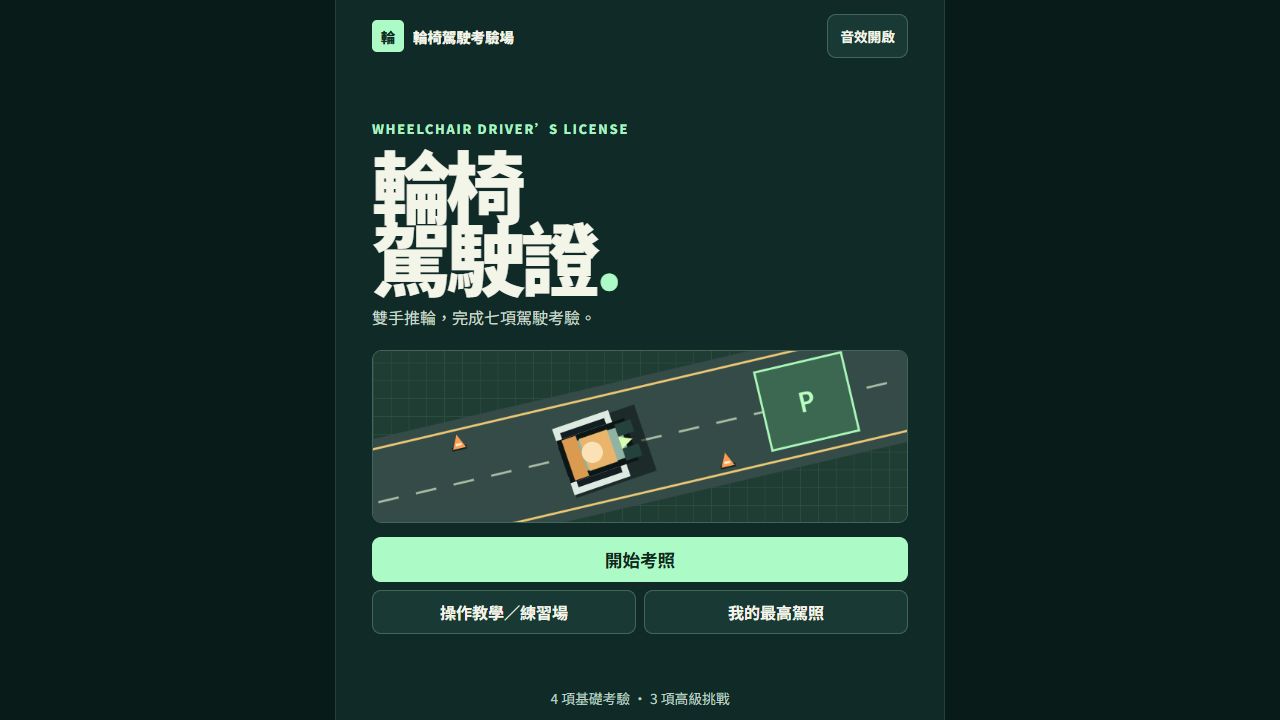 輪 輪椅駕駛考驗場
音效開啟
WHEELCHAIR DRIVER’S LICENSE
輪椅
駕駛證.
雙手推輪，完成七項駕駛考驗。
P
開始考照
操作教學／練習場
我的最高駕照
4 項基礎考驗 · 3 項高級挑戰